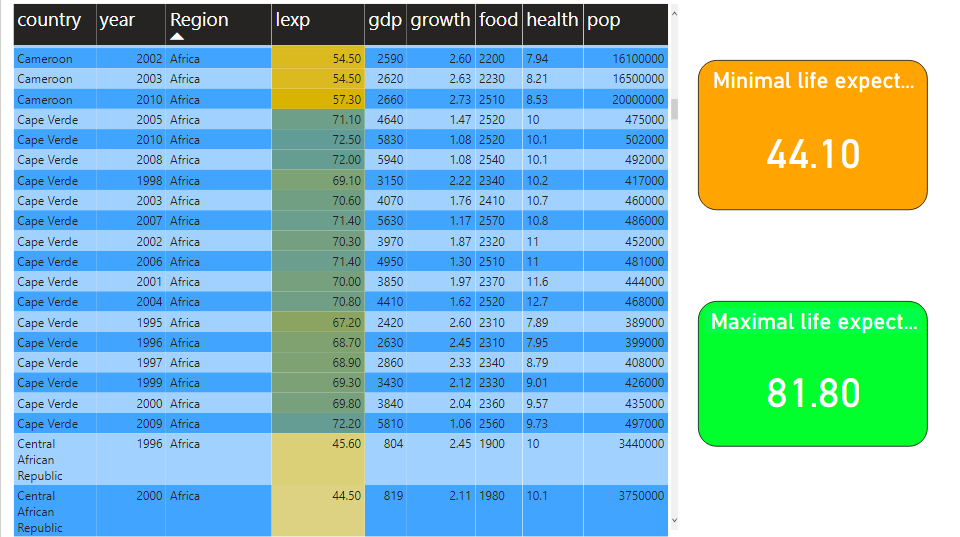 country year Region lexp gdp growth food health pop
Cameroon 2002 Africa 54.50 2590 2.60 2200 7.94 16100000
Cameroon 2003 Africa 54.50 2620 2.63 2230 8.21 16500000
Cameroon 2010 Africa 57.30 2660 2.73 2510 8.53 20000000
Cape Verde 2005 Africa 71.10 4640 1.47 2520 10 475000
Cape Verde 2010 Africa 72.50 5830 1.08 2520 10.1 502000
Cape Verde 2008 Africa 72.00 5940 1.08 2540 10.1 492000
Cape Verde 1998 Africa 69.10 3150 2.22 2340 10.2 417000
Cape Verde 2003 Africa 70.60 4070 1.76 2410 10.7 460000
Cape Verde 2007 Africa 71.40 5630 1.17 2570 10.8 486000
Cape Verde 2002 Africa 70.30 3970 1.87 2320 11 452000
Cape Verde 2006 Africa 71.40 4950 1.30 2510 11 481000
Cape Verde 2001 Africa 70.00 3850 1.97 2370 11.6 444000
Cape Verde 2004 Africa 70.80 4410 1.62 2520 12.7 468000
Cape Verde 1995 Africa 67.20 2420 2.60 2310 7.89 389000
Cape Verde 1996 Africa 68.70 2630 2.45 2310 7.95 399000
Cape Verde 1997 Africa 68.90 2860 2.33 2340 8.79 408000
Cape Verde 1999 Africa 69.30 3430 2.12 2330 9.01 426000
Cape Verde 2000 Africa 69.80 3840 2.04 2360 9.57 435000
Cape Verde 2009 Africa 72.20 5810 1.06 2560 9.73 497000
Central 1996 Africa 45.60 804 2.45 1900 10 3440000
African
Republic
Central 2000 Africa 44.50 819 2.11 1980 10.1 3750000
African
Republic
Minimal life expect...
44.10
Maximal life expect...
81.80